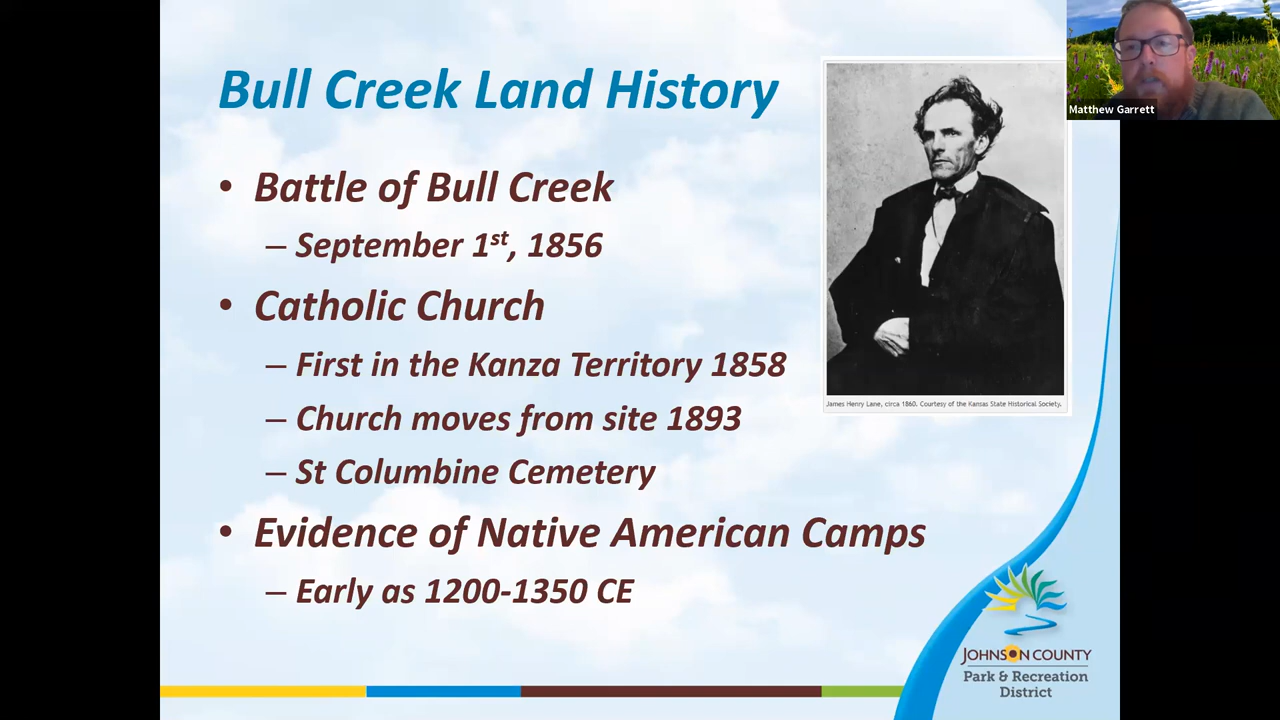 Bull Creek Land History
• Battle of Bull Creek
– September 1st, 1856
• Catholic Church
– First in the Kanza Territory 1858
– Church moves from site 1893
– St Columbine Cemetery
• Evidence of Native American Camps
– Early as 1200-1350 CE
James Henry Lane, circa 1860. Courtesy of the Kansas State Historical Society.
Matthew Garrett
JOHNSON COUNTY
Park & Recreation
District